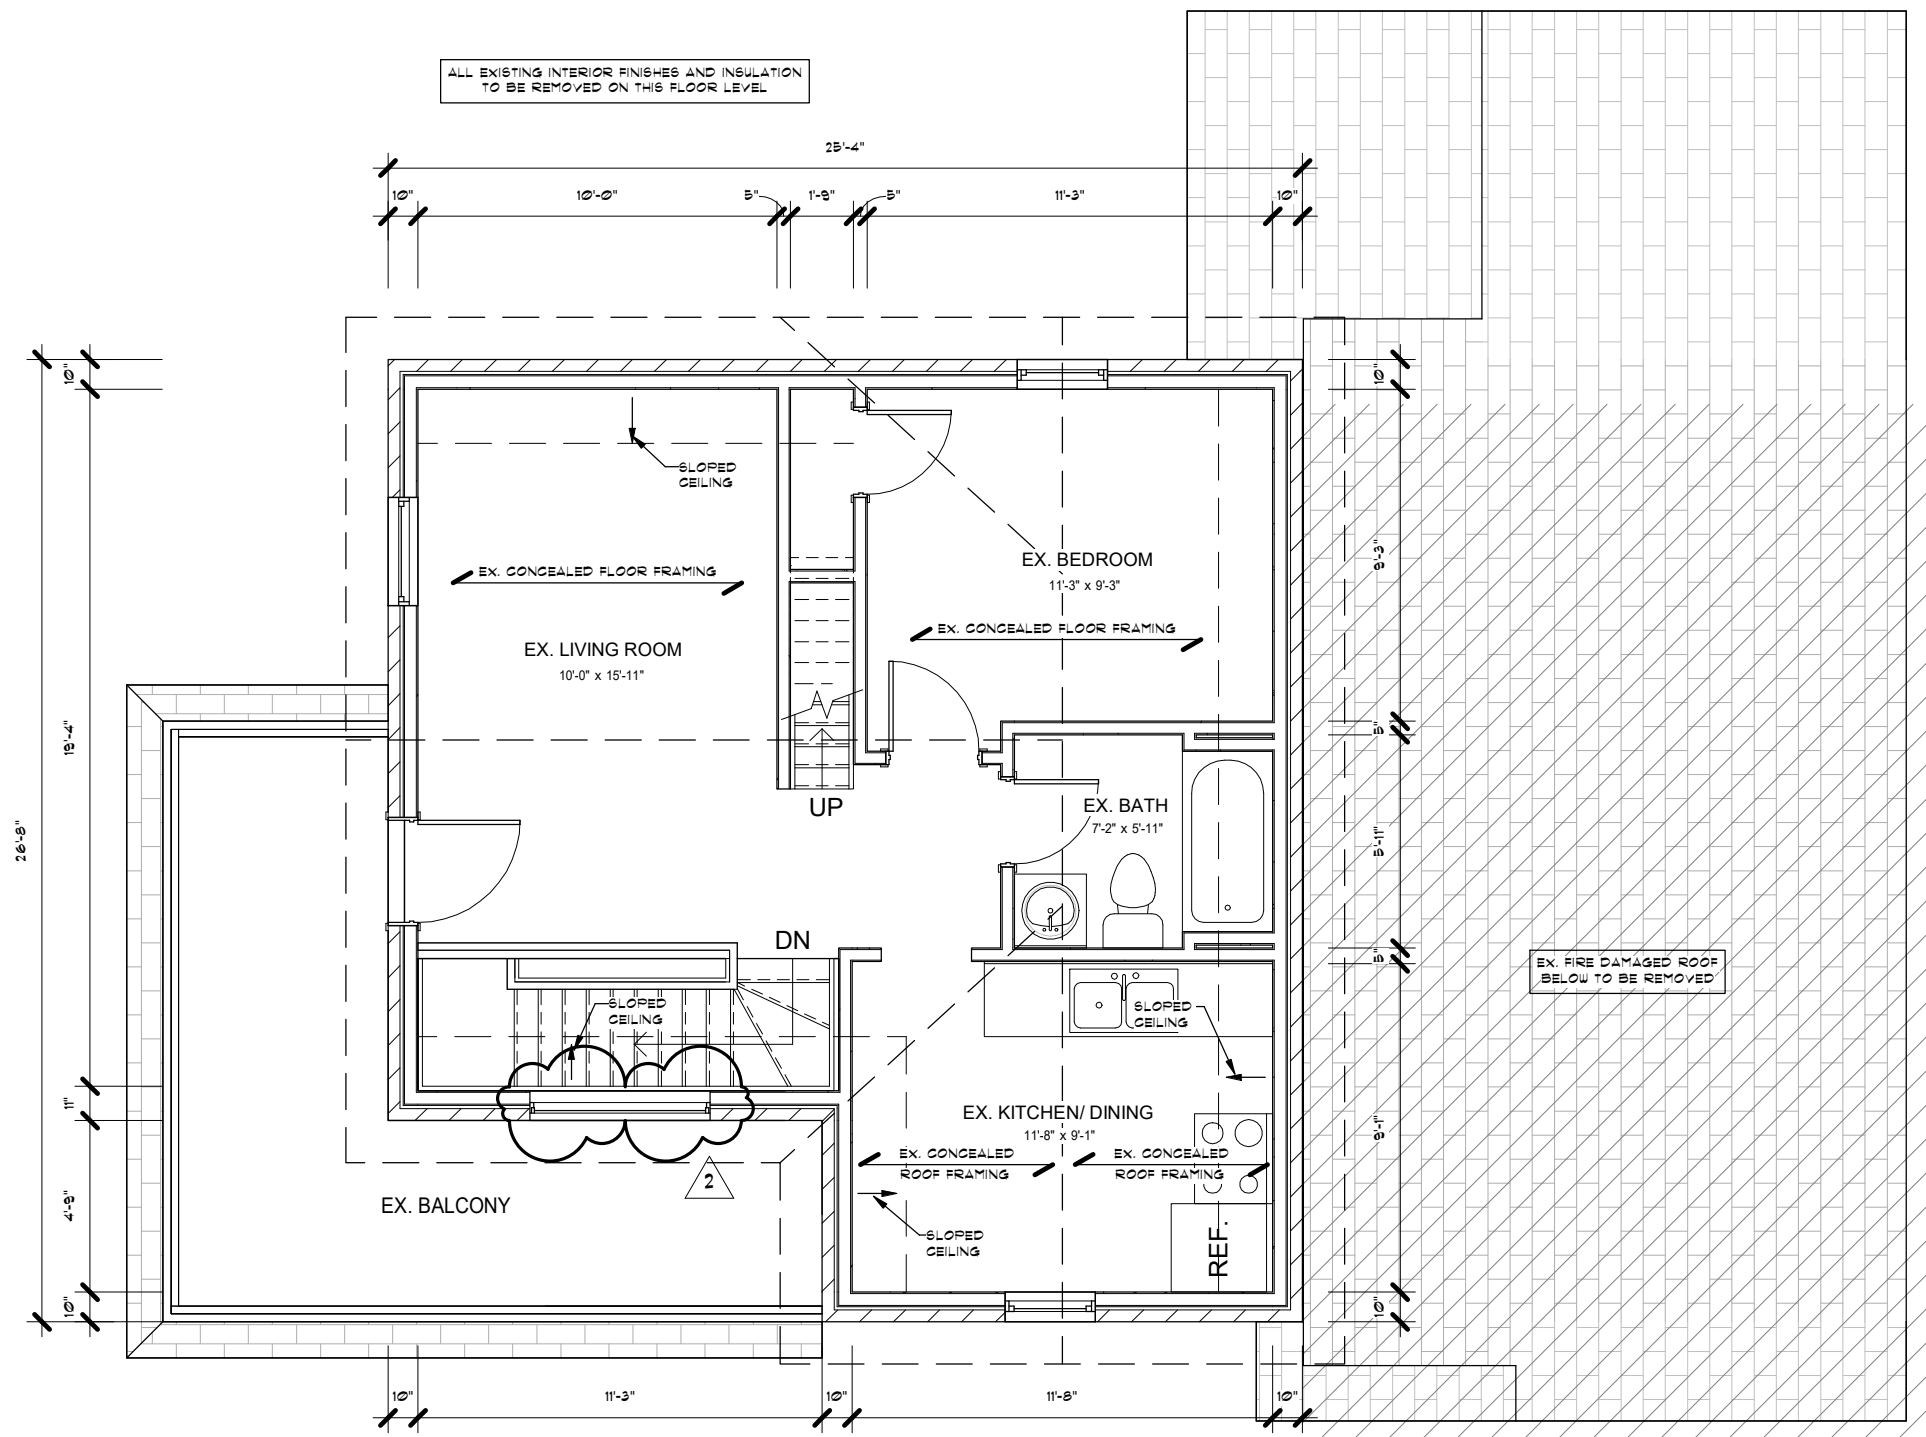 ALL EXISTING INTERIOR FINISHES AND INSULATION
TO BE REMOVED ON THIS FLOOR LEVEL
25'-4"
10"
10'-0"
5"
1'-9"
5"
11'-3"
10"
10"
19'-4"
11"
4'-9"
10"
26'-8"
SLOPED
CEILING
EX. CONCEALED FLOOR FRAMING
EX. LIVING ROOM
10'-0" x 15'-11"
EX. BEDROOM
11'-3" x 9'-3"
EX. CONCEALED FLOOR FRAMING
UP
EX. BATH
7'-2" x 5'-11"
DN
SLOPED
CEILING
SLOPED
CEILING
EX. KITCHEN/ DINING
11'-8" x 9'-1"
EX. CONCEALED
ROOF FRAMING
EX. CONCEALED
ROOF FRAMING
SLOPED
CEILING
REF.
2
EX. BALCONY
10"
9'-3"
5"
5'-11"
5"
9'-1"
10"
EX. FIRE DAMAGED ROOF
BELOW TO BE REMOVED
10"
11'-3"
10"
11'-8"
10"